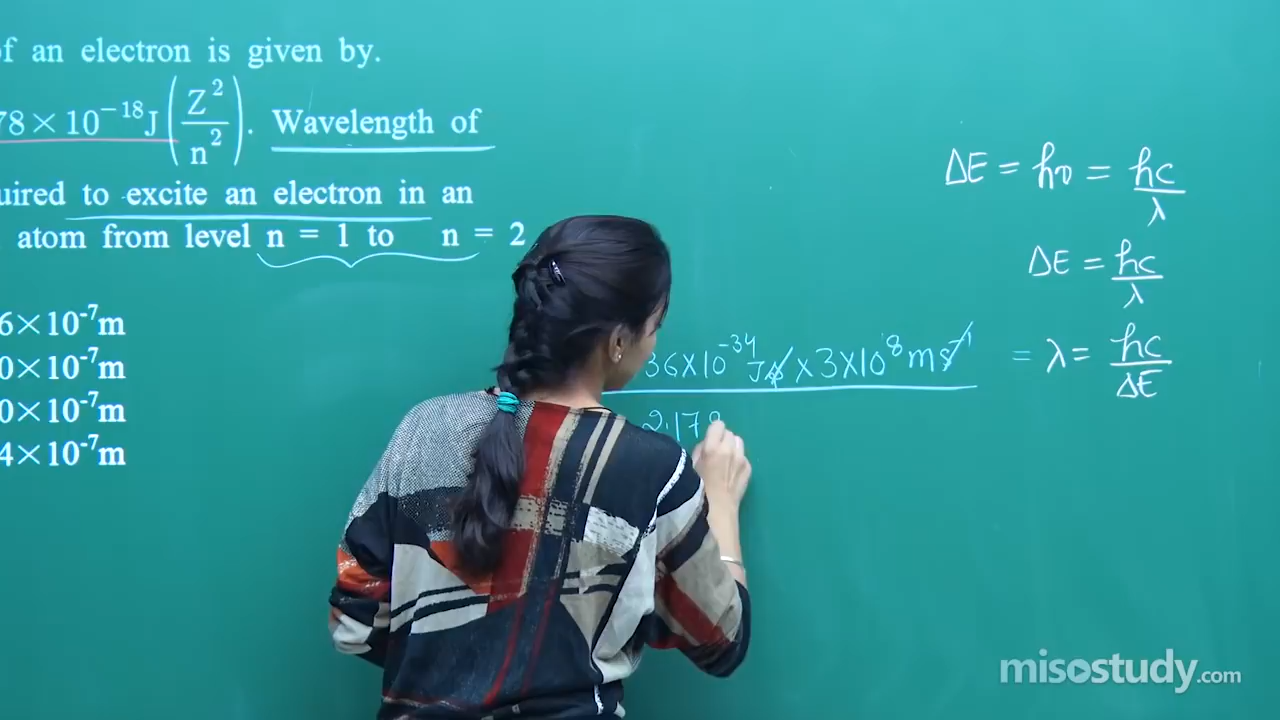 of an electron is given by.
78×10⁻¹⁸J(Z²/n²). Wavelength of
uired to excite an electron in an
atom from level n = 1 to n = 2
6×10⁻⁷m
0×10⁻⁷m
0×10⁻⁷m
4×10⁻⁷m
36×10⁻³⁴Js×3×10⁸ms⁻¹
2.178
ΔE = hν = hc/λ
ΔE = hc/λ
= λ = hc/ΔE
misostudy.com